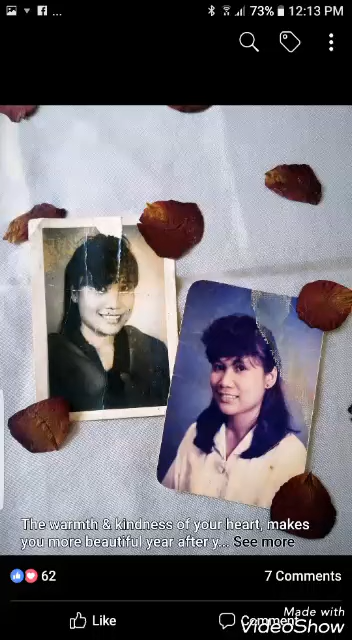 ... 73% 12:13 PM
The warmth & kindness of your heart, makes
you more beautiful year after y... See more
62 7 Comments
Like Comment
Made with
VideoShow